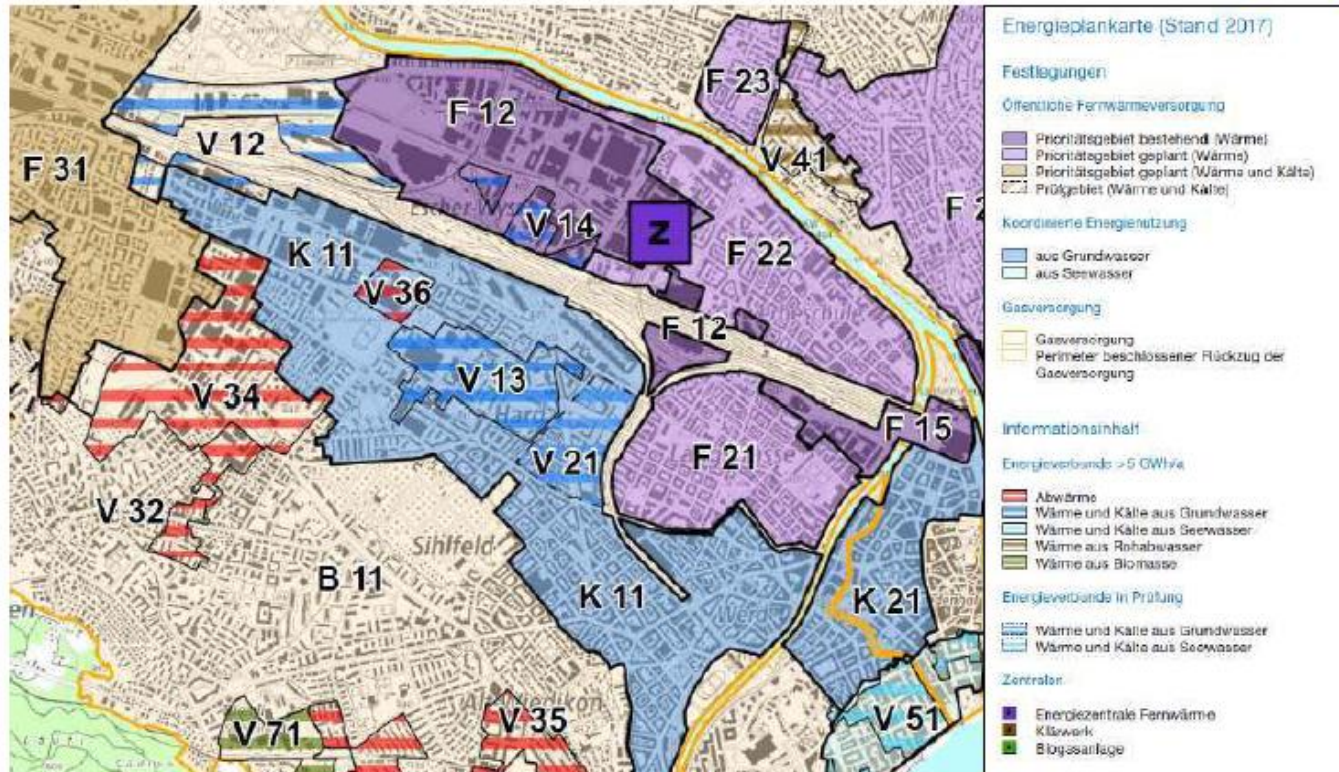 F 23
F 12
V 12
V 41
F 31
V 14
Z
F 22
K 11
V 36
F 12
V 13
Hard
V 34
F 15
V 21
F 21
V 32
Sihlfeld
B 11
K 11
Werd
K 21
V 71
V 35
V 51
Energieplankarte (Stand 2017)
Festlegungen
Öffentliche Fernwärmeversorgung
Prioritätsgebiet bestehend (Wärme)
Prioritätsgebiet geplant (Wärme)
Prioritätsgebiet geplant (Wärme und Kälte)
Prüfgebiet (Wärme und Kälte)
Koordinierte Energienutzung
aus Grundwasser
aus Seewasser
Gasversorgung
Gasversorgung
Perimeter beschlossener Rückzug der
Gasversorgung
Informationsinhalt
Energieverbunde >5 GWh/a
Abwärme
Wärme und Kälte aus Grundwasser
Wärme und Kälte aus Seewasser
Wärme aus Rohabwasser
Wärme aus Biomasse
Energieverbunde in Prüfung
Wärme und Kälte aus Grundwasser
Wärme und Kälte aus Seewasser
Zentralen
Energiezentrale Fernwärme
Klärwerk
Biogasanlage